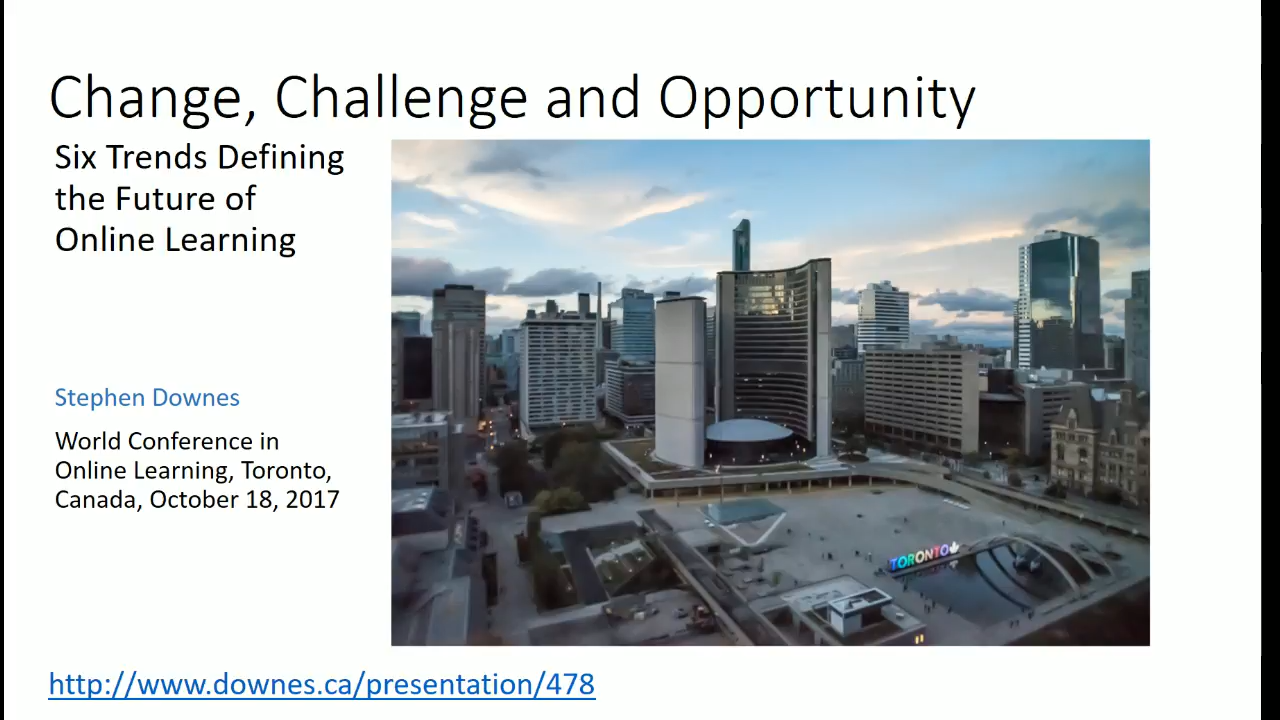 Change, Challenge and Opportunity
Six Trends Defining
the Future of
Online Learning
Stephen Downes
World Conference in
Online Learning, Toronto,
Canada, October 18, 2017
TORONTO
http://www.downes.ca/presentation/478